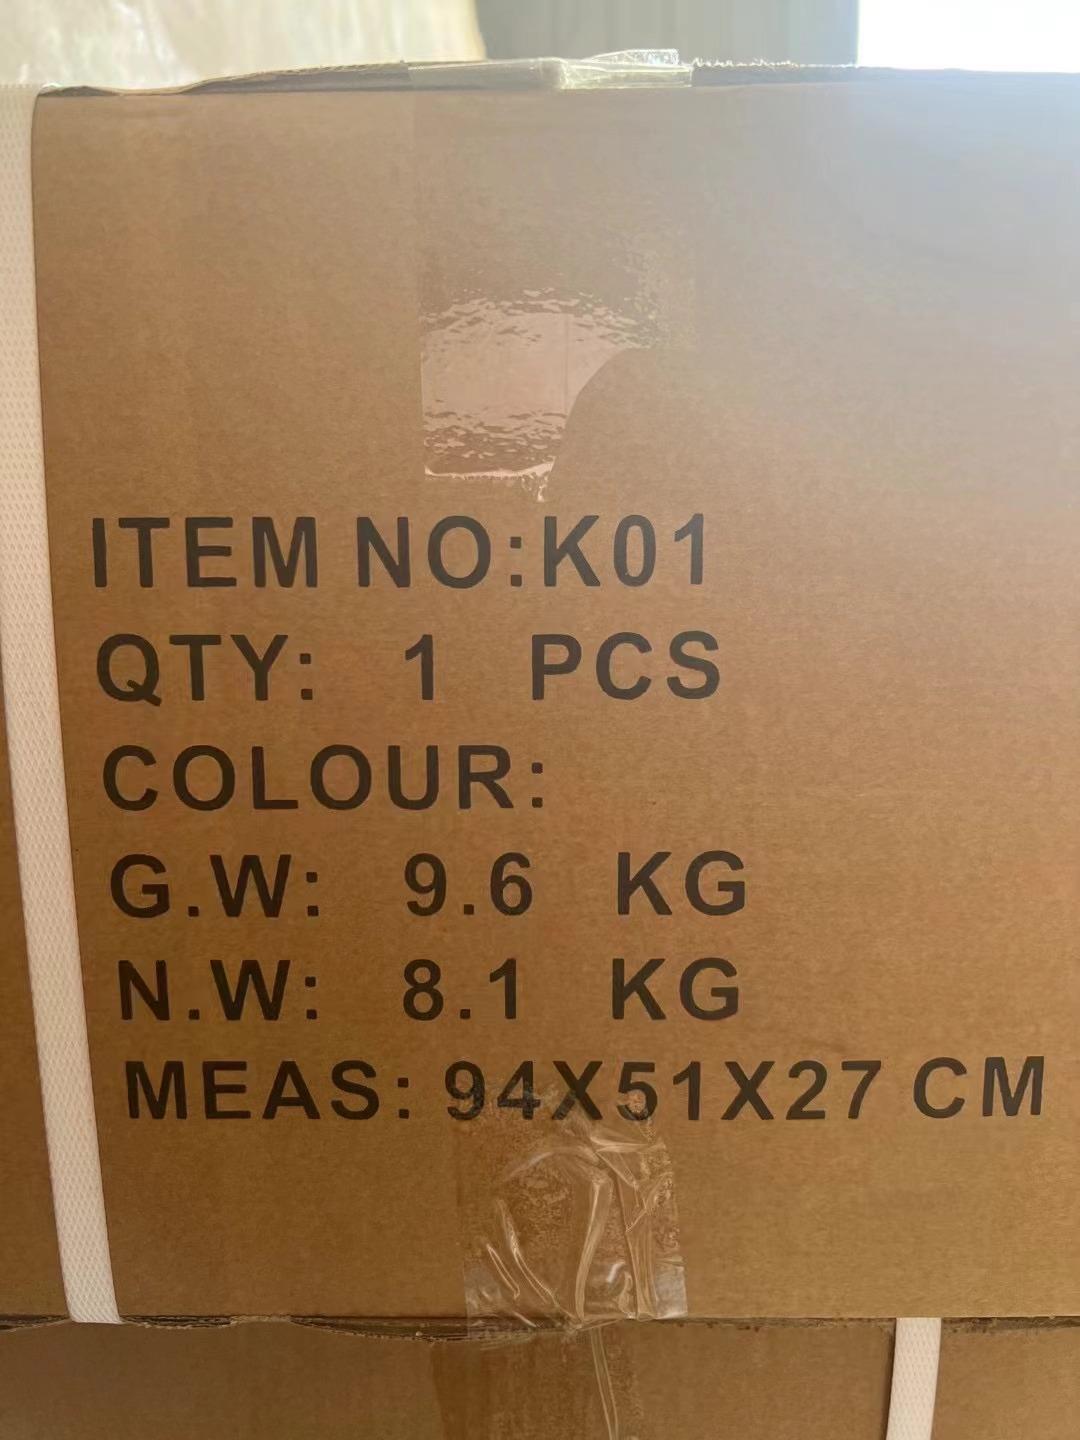 ITEM NO:K01
QTY: 1 PCS
COLOUR:
G.W: 9.6 KG
N.W: 8.1 KG
MEAS: 94X51X27 CM